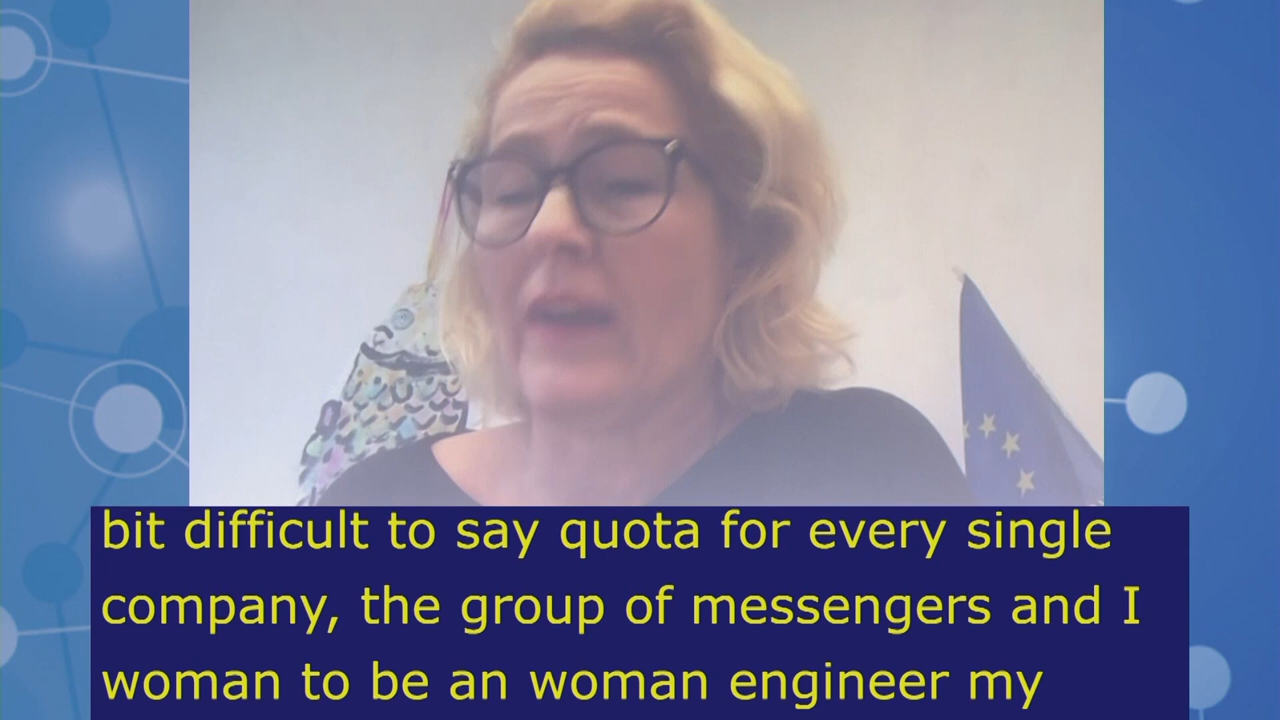 bit difficult to say quota for every single
company, the group of messengers and I
woman to be an woman engineer my